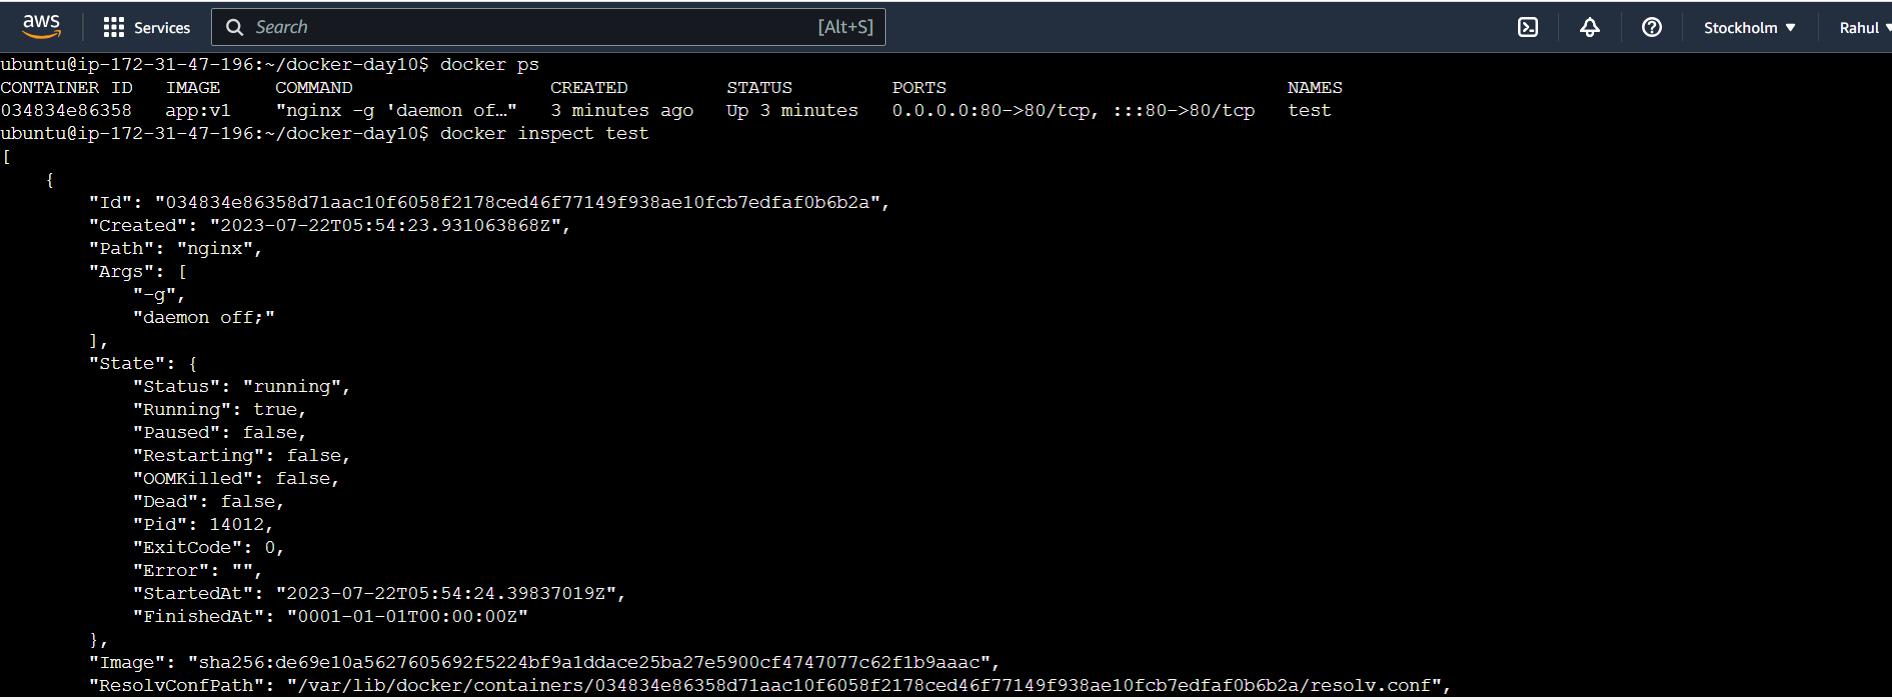 aws Services Search [Alt+S] Stockholm ▼ Rahul ▼
ubuntu@ip-172-31-47-196:~/docker-day10$ docker ps
CONTAINER ID   IMAGE     COMMAND                  CREATED         STATUS         PORTS                               NAMES
034834e86358   app:v1    "nginx -g 'daemon of…"   3 minutes ago   Up 3 minutes   0.0.0.0:80->80/tcp, :::80->80/tcp   test
ubuntu@ip-172-31-47-196:~/docker-day10$ docker inspect test
[
    {
        "Id": "034834e86358d71aac10f6058f2178ced46f77149f938ae10fcb7edfaf0b6b2a",
        "Created": "2023-07-22T05:54:23.931063868Z",
        "Path": "nginx",
        "Args": [
            "-g",
            "daemon off;"
        ],
        "State": {
            "Status": "running",
            "Running": true,
            "Paused": false,
            "Restarting": false,
            "OOMKilled": false,
            "Dead": false,
            "Pid": 14012,
            "ExitCode": 0,
            "Error": "",
            "StartedAt": "2023-07-22T05:54:24.39837019Z",
            "FinishedAt": "0001-01-01T00:00:00Z"
        },
        "Image": "sha256:de69e10a5627605692f5224bf9a1ddace25ba27e5900cf4747077c62f1b9aaac",
        "ResolvConfPath": "/var/lib/docker/containers/034834e86358d71aac10f6058f2178ced46f77149f938ae10fcb7edfaf0b6b2a/resolv.conf",